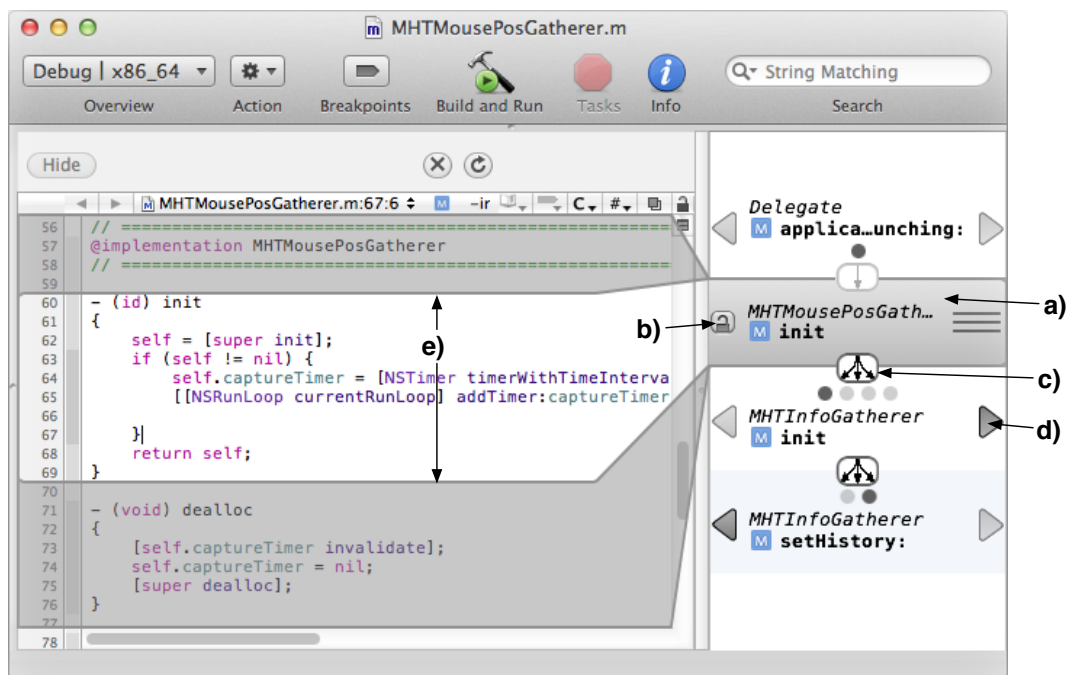 MHTMousePosGatherer.m
Debug | x86_64
Overview
Action
Breakpoints
Build and Run
Tasks
Info
String Matching
Search
Hide
MHTMousePosGatherer.m:67:6
M
-ir
C
#
56 // ==========================================================
57 @implementation MHTMousePosGatherer
58 // ==========================================================
59
60 - (id) init
61 {
62 self = [super init];
63 if (self != nil) {
64 self.captureTimer = [NSTimer timerWithTimeInterva
65 [[NSRunLoop currentRunLoop] addTimer:captureTimer
66
67 }
68 return self;
69 }
70
71 - (void) dealloc
72 {
73 [self.captureTimer invalidate];
74 self.captureTimer = nil;
75 [super dealloc];
76 }
77
78
Delegate
M applica…unching:
MHTMousePosGath…
M init
MHTInfoGatherer
M init
MHTInfoGatherer
M setHistory:
a)
b)
c)
d)
e)